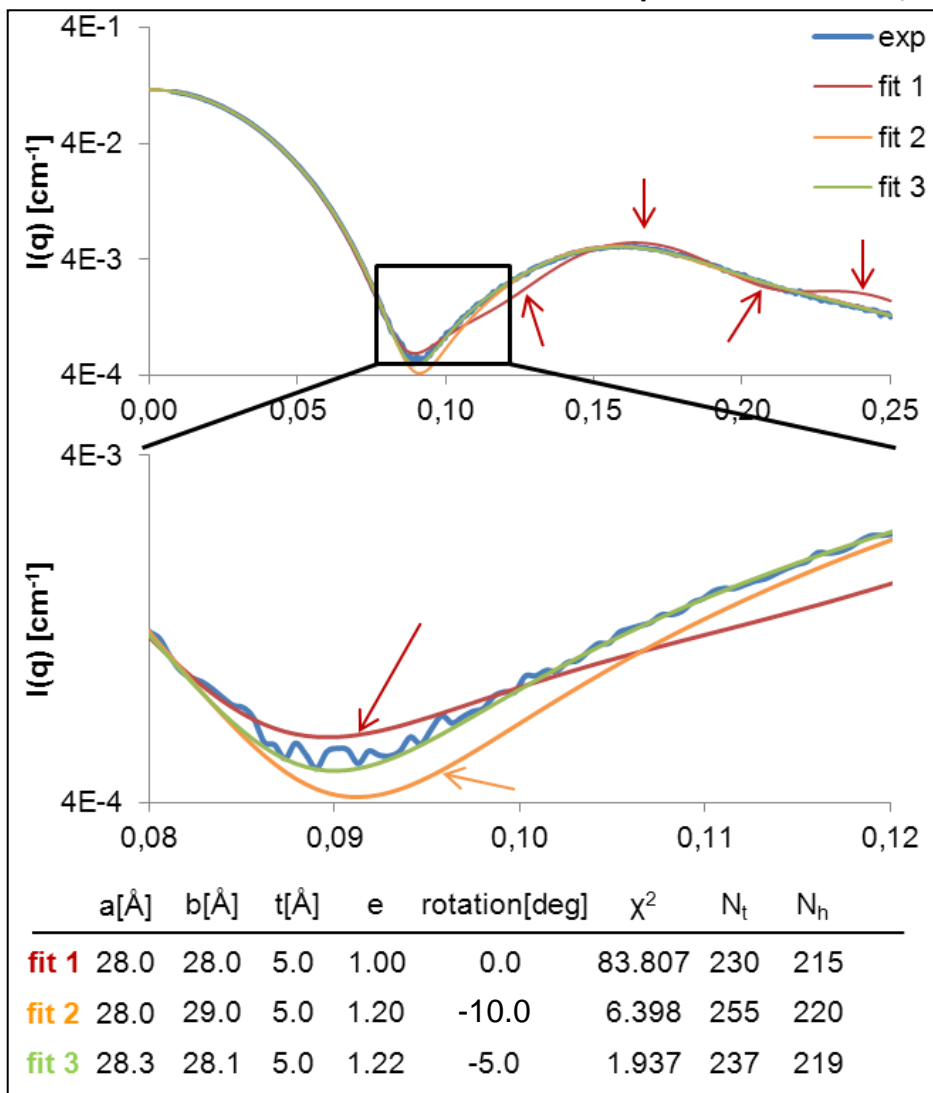 4E-1
exp
fit 1
fit 2
fit 3
4E-2
I(q) [cm⁻¹]
4E-3
4E-4
0,00 0,05 0,10 0,15 0,20 0,25
4E-3
I(q) [cm⁻¹]
4E-4
0,08 0,09 0,10 0,11 0,12
a[Å] b[Å] t[Å] e rotation[deg] χ² Nₜ Nₕ
fit 1 28.0 28.0 5.0 1.00 0.0 83.807 230 215
fit 2 28.0 29.0 5.0 1.20 -10.0 6.398 255 220
fit 3 28.3 28.1 5.0 1.22 -5.0 1.937 237 219